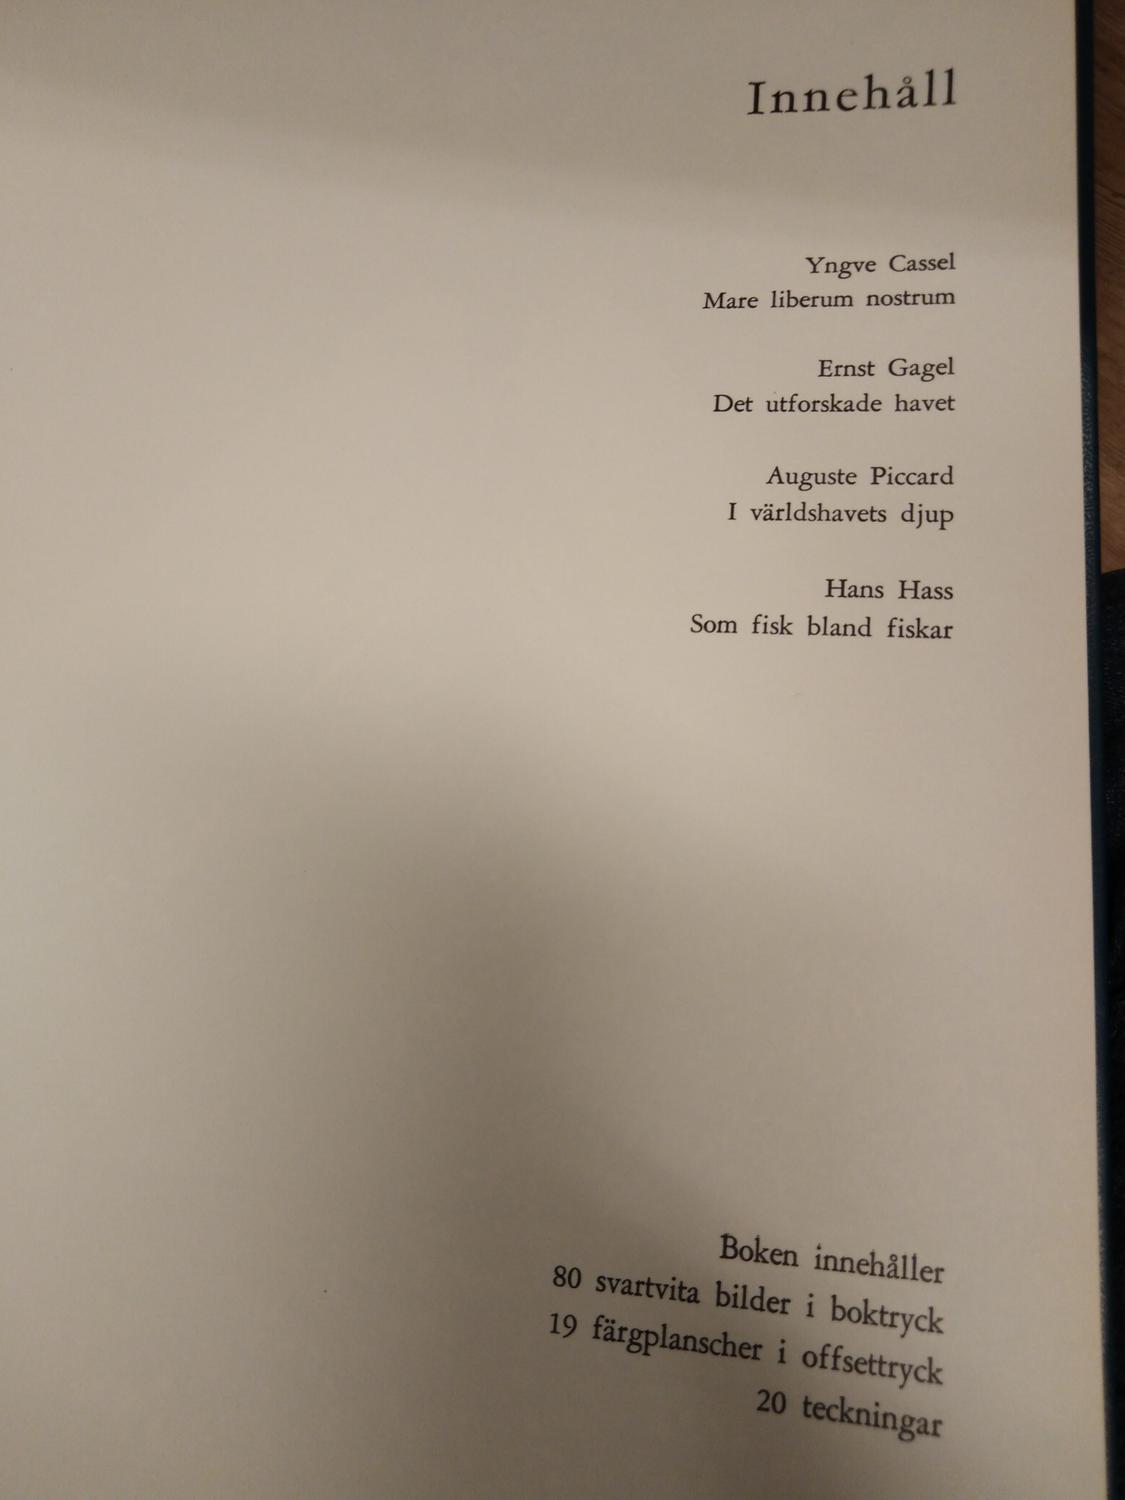 Innehåll
Yngve Cassel
Mare liberum nostrum
Ernst Gagel
Det utforskade havet
Auguste Piccard
I världshavets djup
Hans Hass
Som fisk bland fiskar
Boken innehåller
80 svartvita bilder i boktryck
19 färgplanscher i offsettryck
20 teckningar